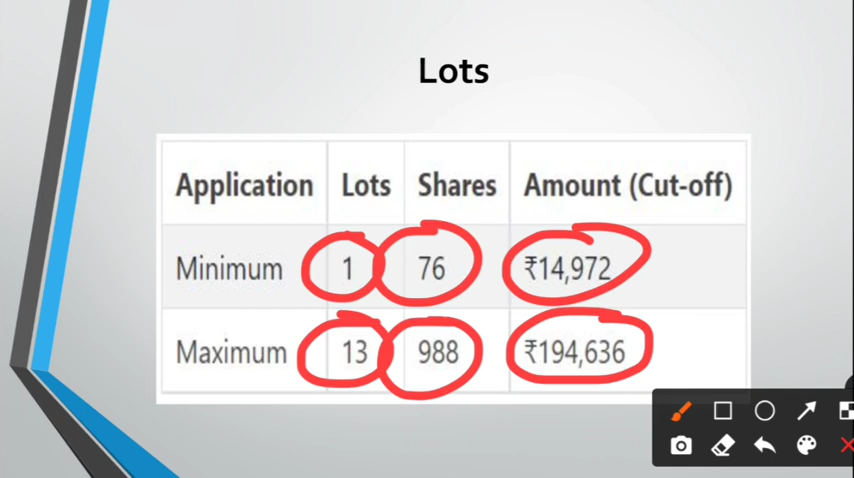 Lots
Application Lots Shares Amount (Cut-off)
Minimum 1 76 ₹14,972
Maximum 13 988 ₹194,636